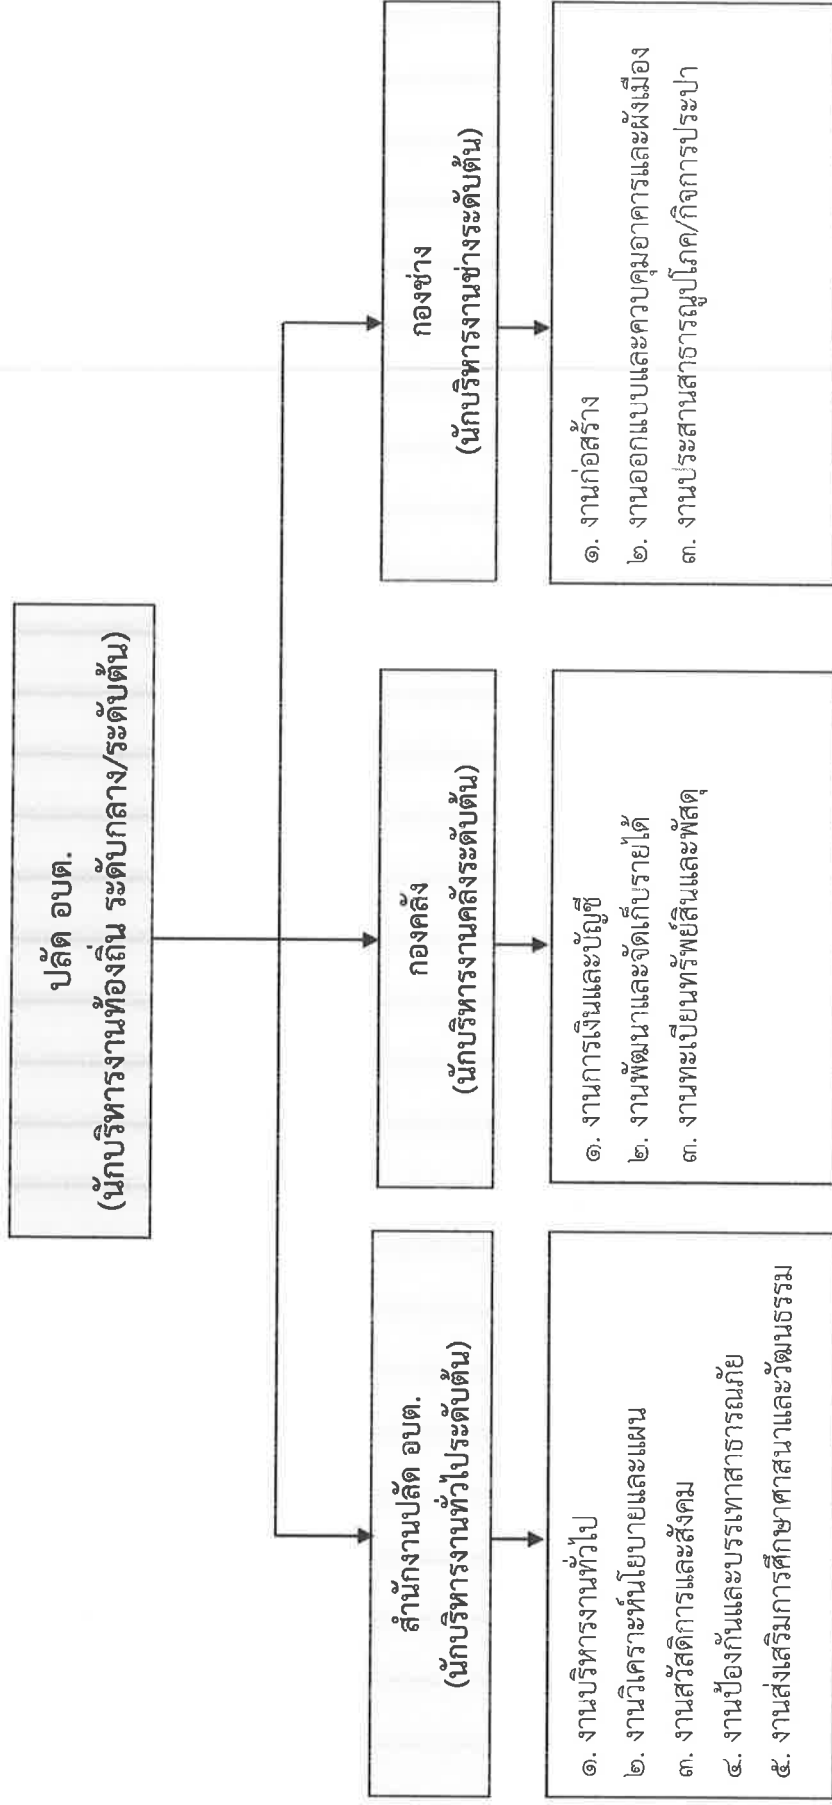 ปลัด อบต.
(นักบริหารงานท้องถิ่น ระดับกลาง/ระดับต้น)
สำนักงานปลัด อบต.
(นักบริหารงานทั่วไประดับต้น)
๑. งานบริหารงานทั่วไป
๒. งานวิเคราะห์นโยบายและแผน
๓. งานสวัสดิการและสังคม
๔. งานป้องกันและบรรเทาสาธารณภัย
๕. งานส่งเสริมการศึกษาศาสนาและวัฒนธรรม
กองคลัง
(นักบริหารงานคลังระดับต้น)
๑. งานการเงินและบัญชี
๒. งานพัฒนาและจัดเก็บรายได้
๓. งานทะเบียนทรัพย์สินและพัสดุ
กองช่าง
(นักบริหารงานช่างระดับต้น)
๑. งานก่อสร้าง
๒. งานออกแบบและควบคุมอาคารและผังเมือง
๓. งานประสานสาธารณูปโภค/กิจการประปา